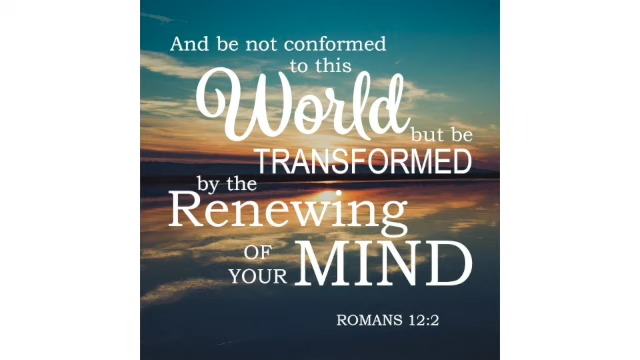 And be not conformed
to this
World
but be
TRANSFORMED
by the
Renewing
OF
YOUR MIND
ROMANS 12:2